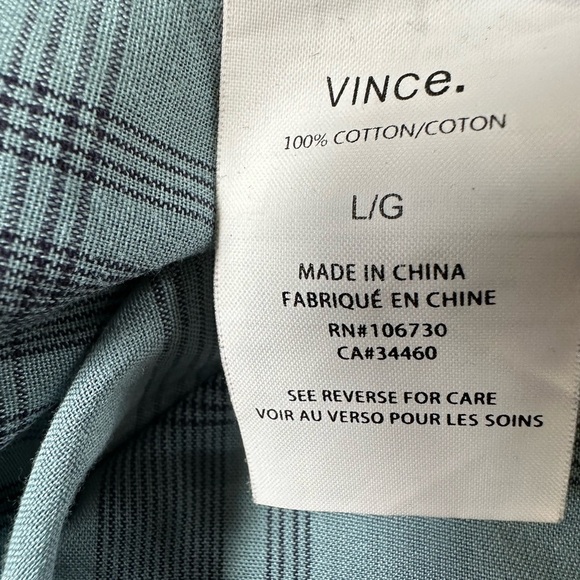 VINCe.
100% COTTON/COTON
L/G
MADE IN CHINA
FABRIQUÉ EN CHINE
RN#106730
CA#34460
SEE REVERSE FOR CARE
VOIR AU VERSO POUR LES SOINS